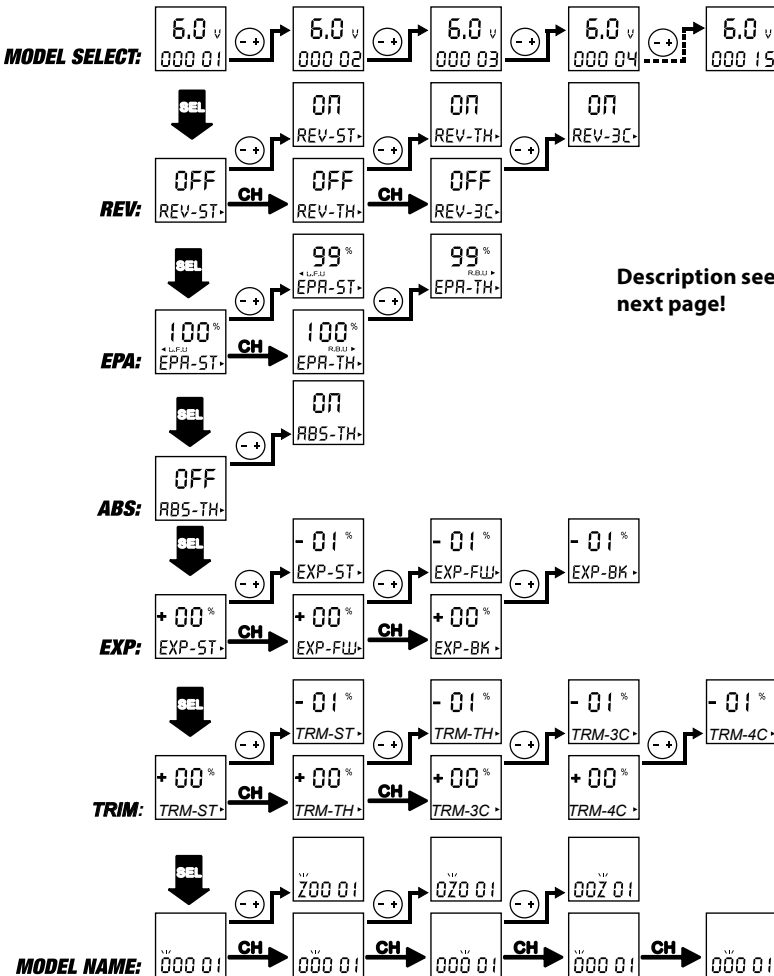 6.0 v 6.0 v 6.0 v 6.0 v 6.0 v
MODEL SELECT: 000 01 - + 000 02 - + 000 03 - + 000 04 - + 000 15
SEL
ON ON ON
REV-ST REV-TH REV-3C
- + - + - +
OFF CH OFF CH OFF
REV: REV-ST REV-TH REV-3C
SEL
99 % 99 %
L.F.U R.B.U
EPA-ST EPA-TH
Description see
next page!
- + - +
100 % CH 100 %
L.F.U R.B.U
EPA: EPA-ST EPA-TH
SEL
ON
ABS-TH
- +
OFF
ABS: ABS-TH
SEL
- 01 % - 01 % - 01 %
EXP-ST EXP-FW EXP-BK
- + - + - +
+ 00 % CH + 00 % CH + 00 %
EXP: EXP-ST EXP-FW EXP-BK
SEL
- 01 % - 01 % - 01 % - 01 %
TRM-ST TRM-TH TRM-3C TRM-4C
- + - + - + - +
+ 00 % CH + 00 % CH + 00 % + 00 %
TRIM: TRM-ST TRM-TH TRM-3C TRM-4C
SEL
Z00 01 0Z0 01 00Z 01
- + - + - +
CH CH CH CH
MODEL NAME: 000 01 000 01 000 01 000 01 000 01